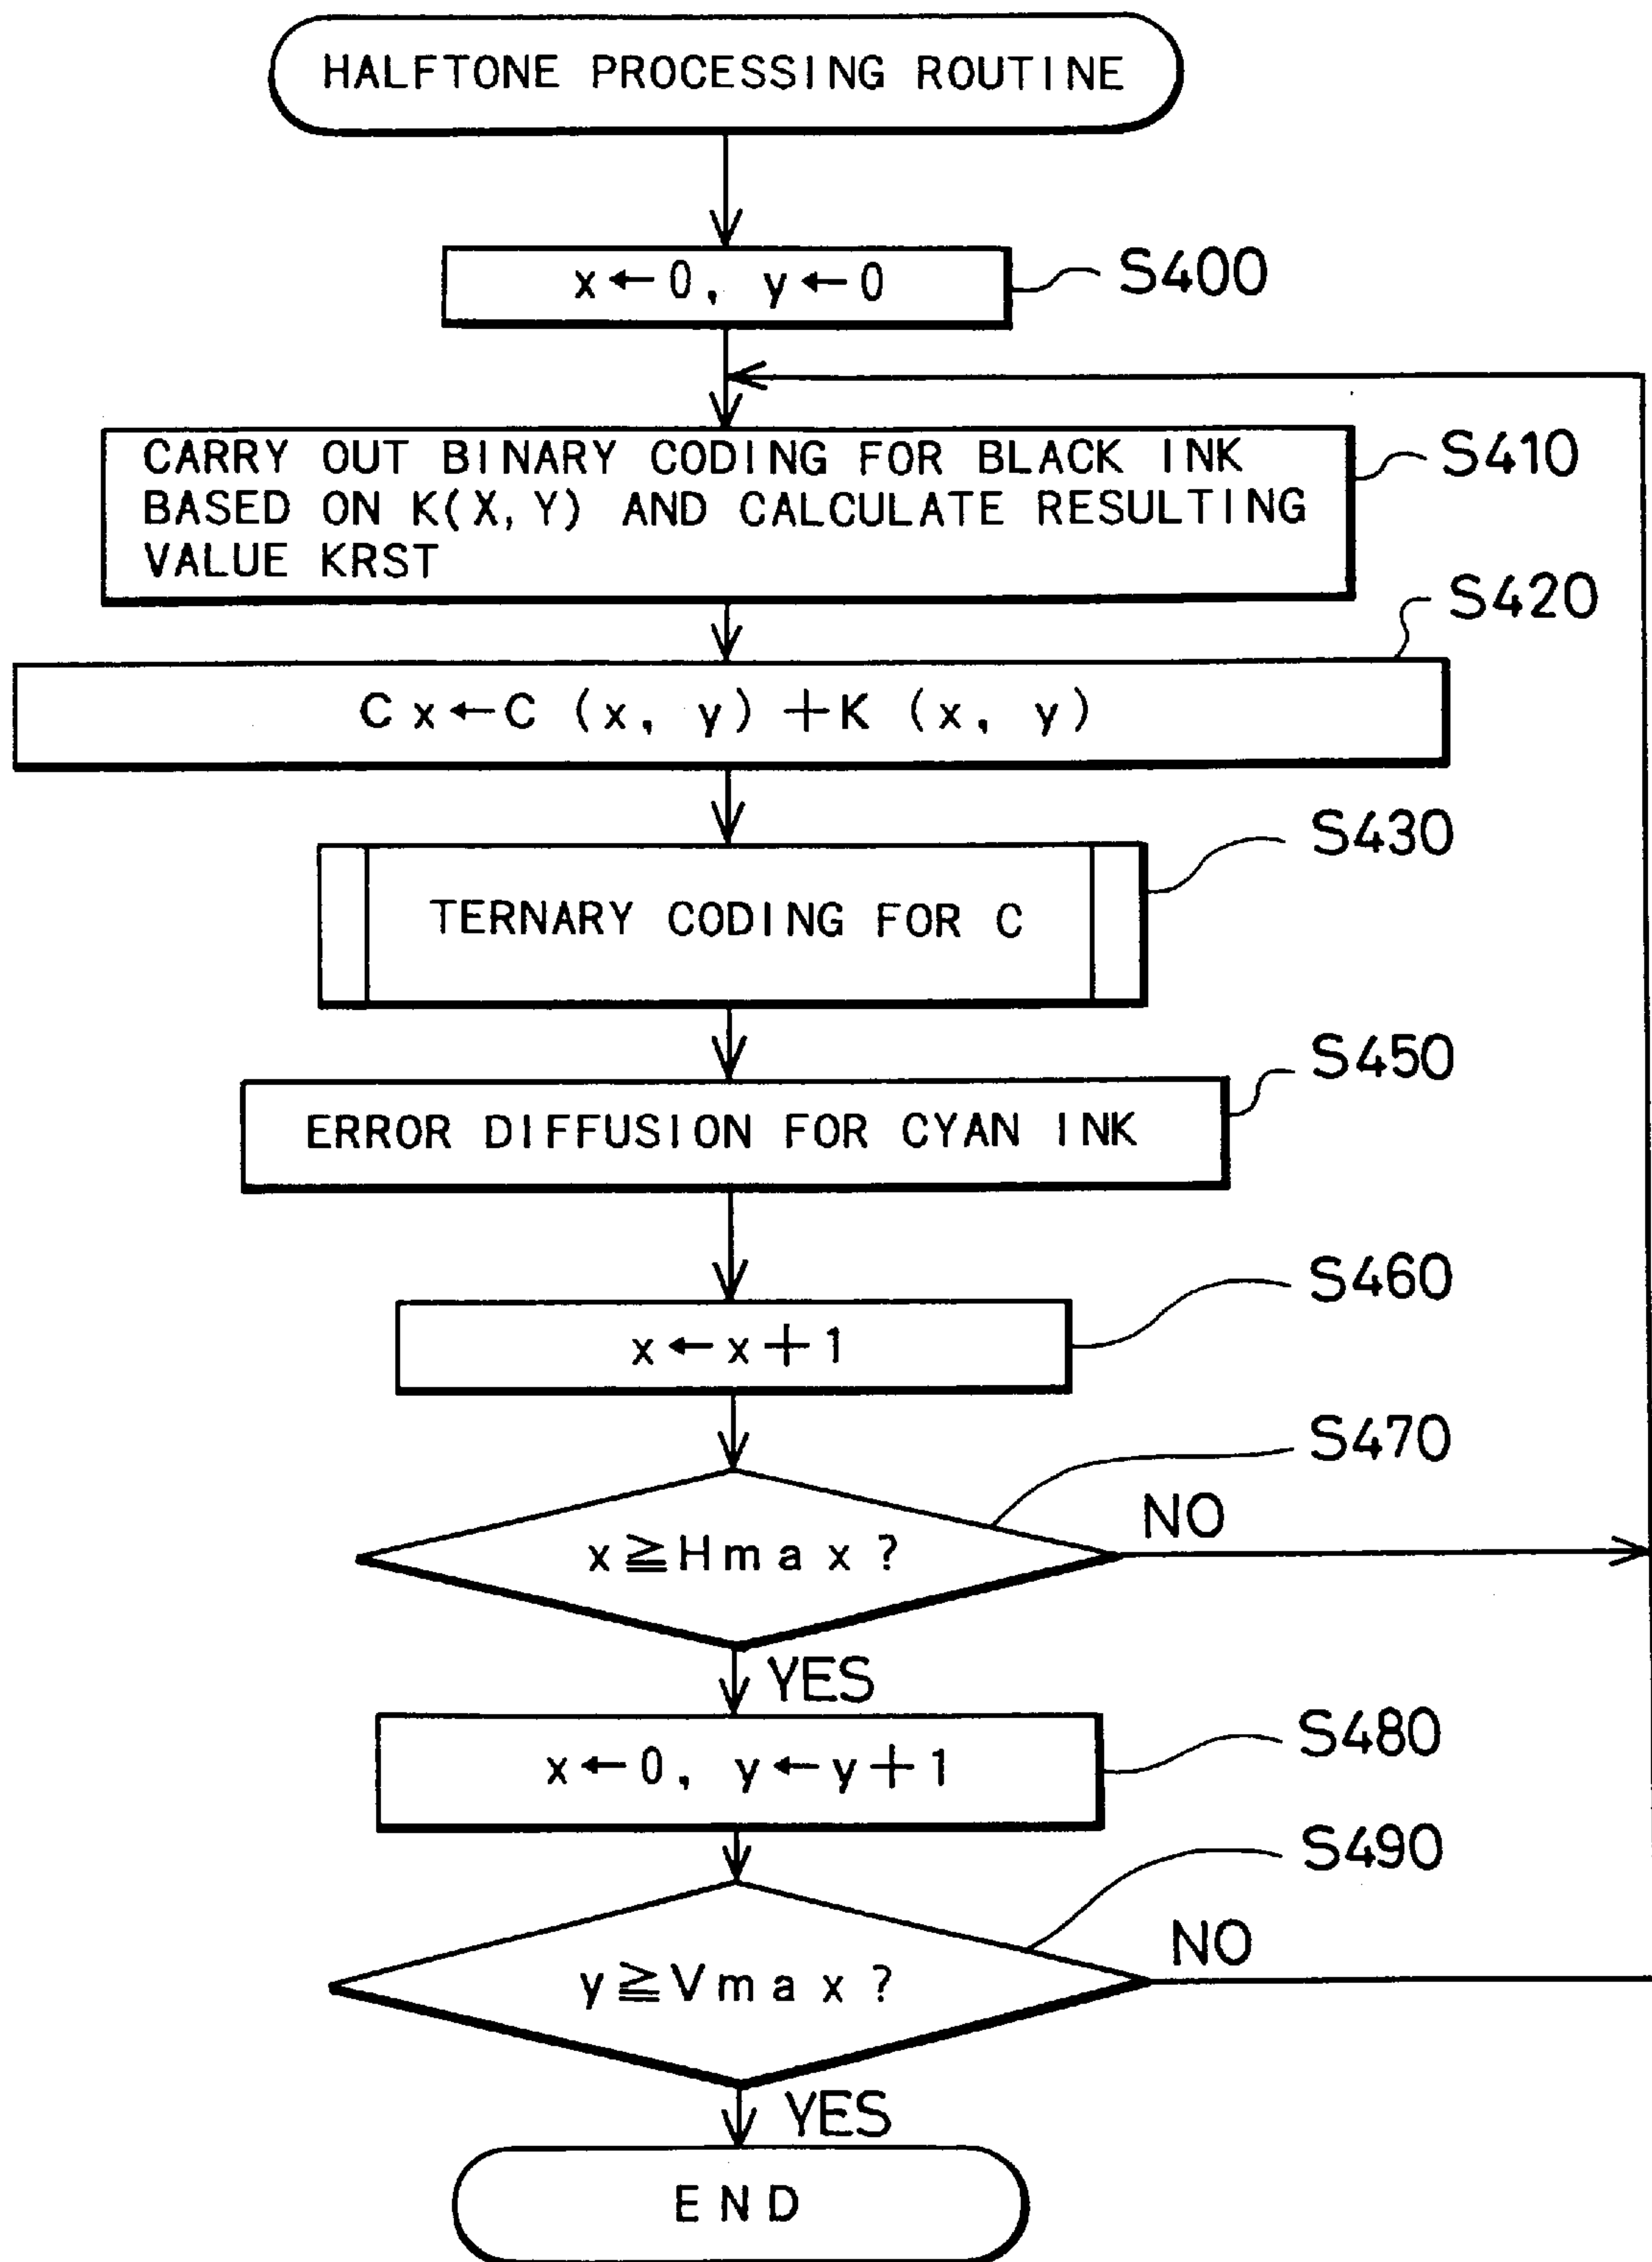 HALFTONE PROCESSING ROUTINE
x←0, y←0
S400
CARRY OUT BINARY CODING FOR BLACK INK
BASED ON K(X,Y) AND CALCULATE RESULTING
VALUE KRST
S410
S420
Cx←C (x, y) +K (x, y)
S430
TERNARY CODING FOR C
S450
ERROR DIFFUSION FOR CYAN INK
S460
x←x+1
S470
x≧Hmax?
NO
YES
S480
x←0, y←y+1
S490
y≧Vmax?
NO
YES
END